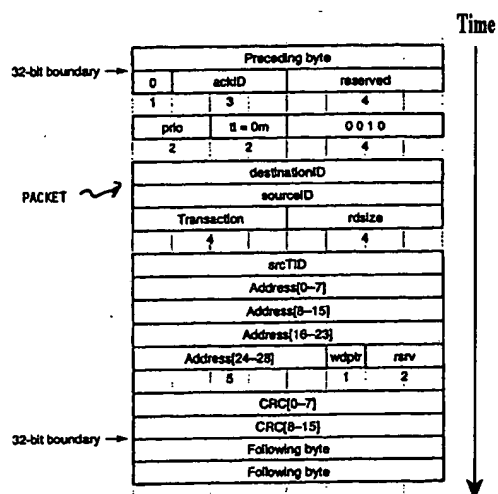 Time
Preceding byte
32-bit boundary
0 ackID reserved
1 3 4
prio tt = 0m 0 0 1 0
2 2 4
destinationID
PACKET
sourceID
Transaction rdsize
4 4
srcTID
Address[0–7]
Address[8–15]
Address[16–23]
Address[24–28] wdptr rsrv
5 1 2
CRC[0–7]
CRC[8–15]
32-bit boundary
Following byte
Following byte